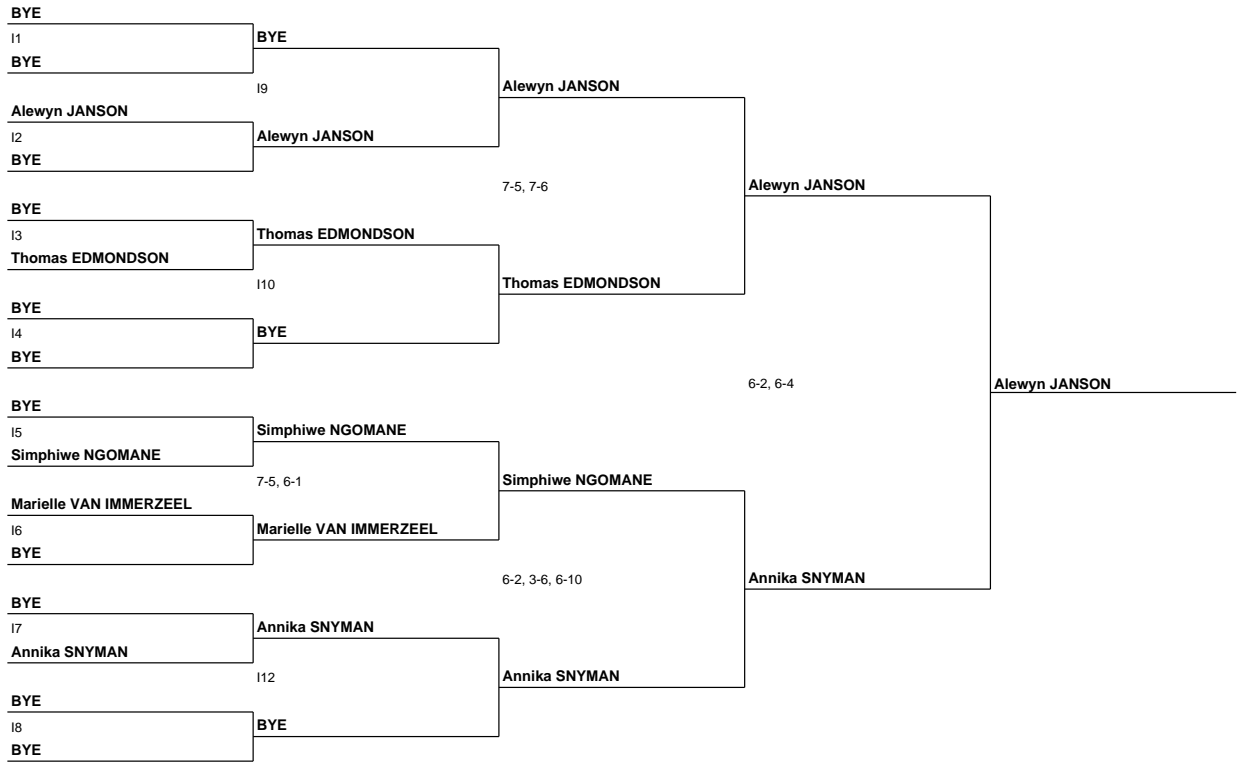 BYE
I1
BYE
BYE
I9
Alewyn JANSON
Alewyn JANSON
I2
Alewyn JANSON
BYE
7-5, 7-6
Alewyn JANSON
BYE
I3
Thomas EDMONDSON
Thomas EDMONDSON
I10
Thomas EDMONDSON
BYE
I4
BYE
BYE
6-2, 6-4
Alewyn JANSON
BYE
I5
Simphiwe NGOMANE
Simphiwe NGOMANE
7-5, 6-1
Simphiwe NGOMANE
Marielle VAN IMMERZEEL
I6
Marielle VAN IMMERZEEL
BYE
6-2, 3-6, 6-10
Annika SNYMAN
BYE
I7
Annika SNYMAN
Annika SNYMAN
I12
Annika SNYMAN
BYE
I8
BYE
BYE